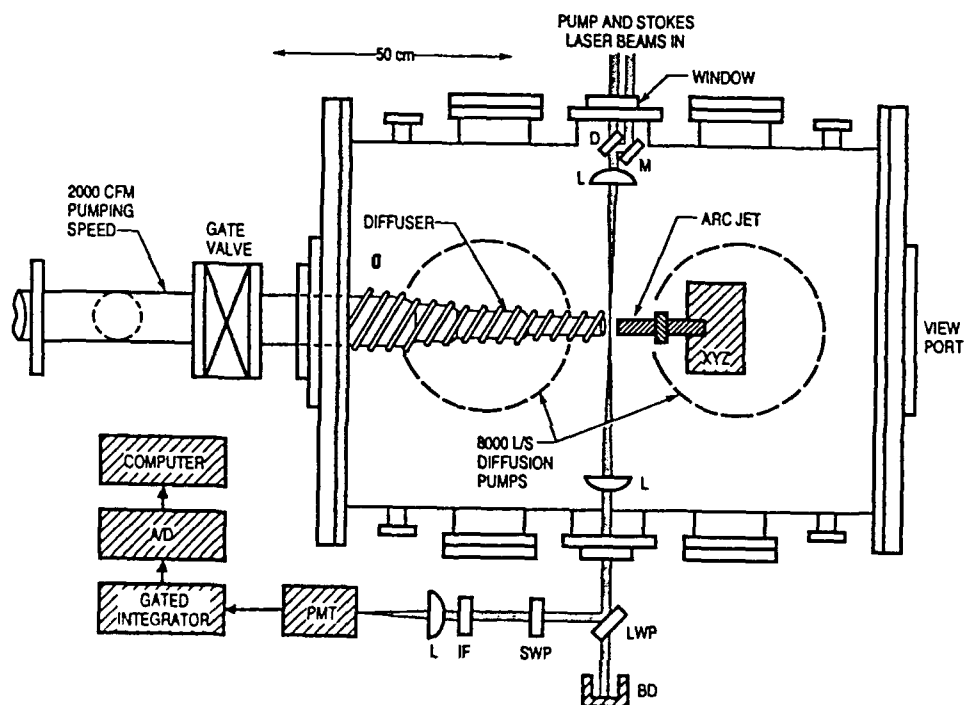 PUMP AND STOKES
LASER BEAMS IN
50 cm
WINDOW
D
M
L
2000 CFM
PUMPING
SPEED
GATE
VALVE
DIFFUSER
ARC JET
XYZ
VIEW
PORT
8000 L/S
DIFFUSION
PUMPS
L
COMPUTER
A/D
GATED
INTEGRATOR
PMT
L
IF
SWP
LWP
BD